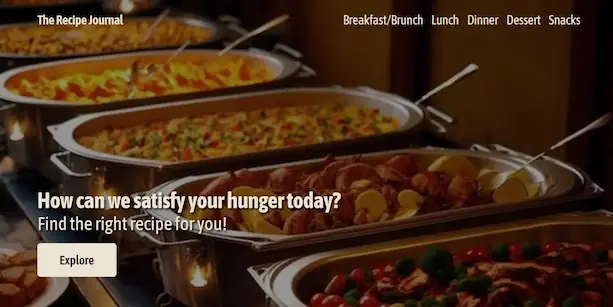 The Recipe Journal
Breakfast/Brunch Lunch Dinner Dessert Snacks
How can we satisfy your hunger today?
Find the right recipe for you!
Explore